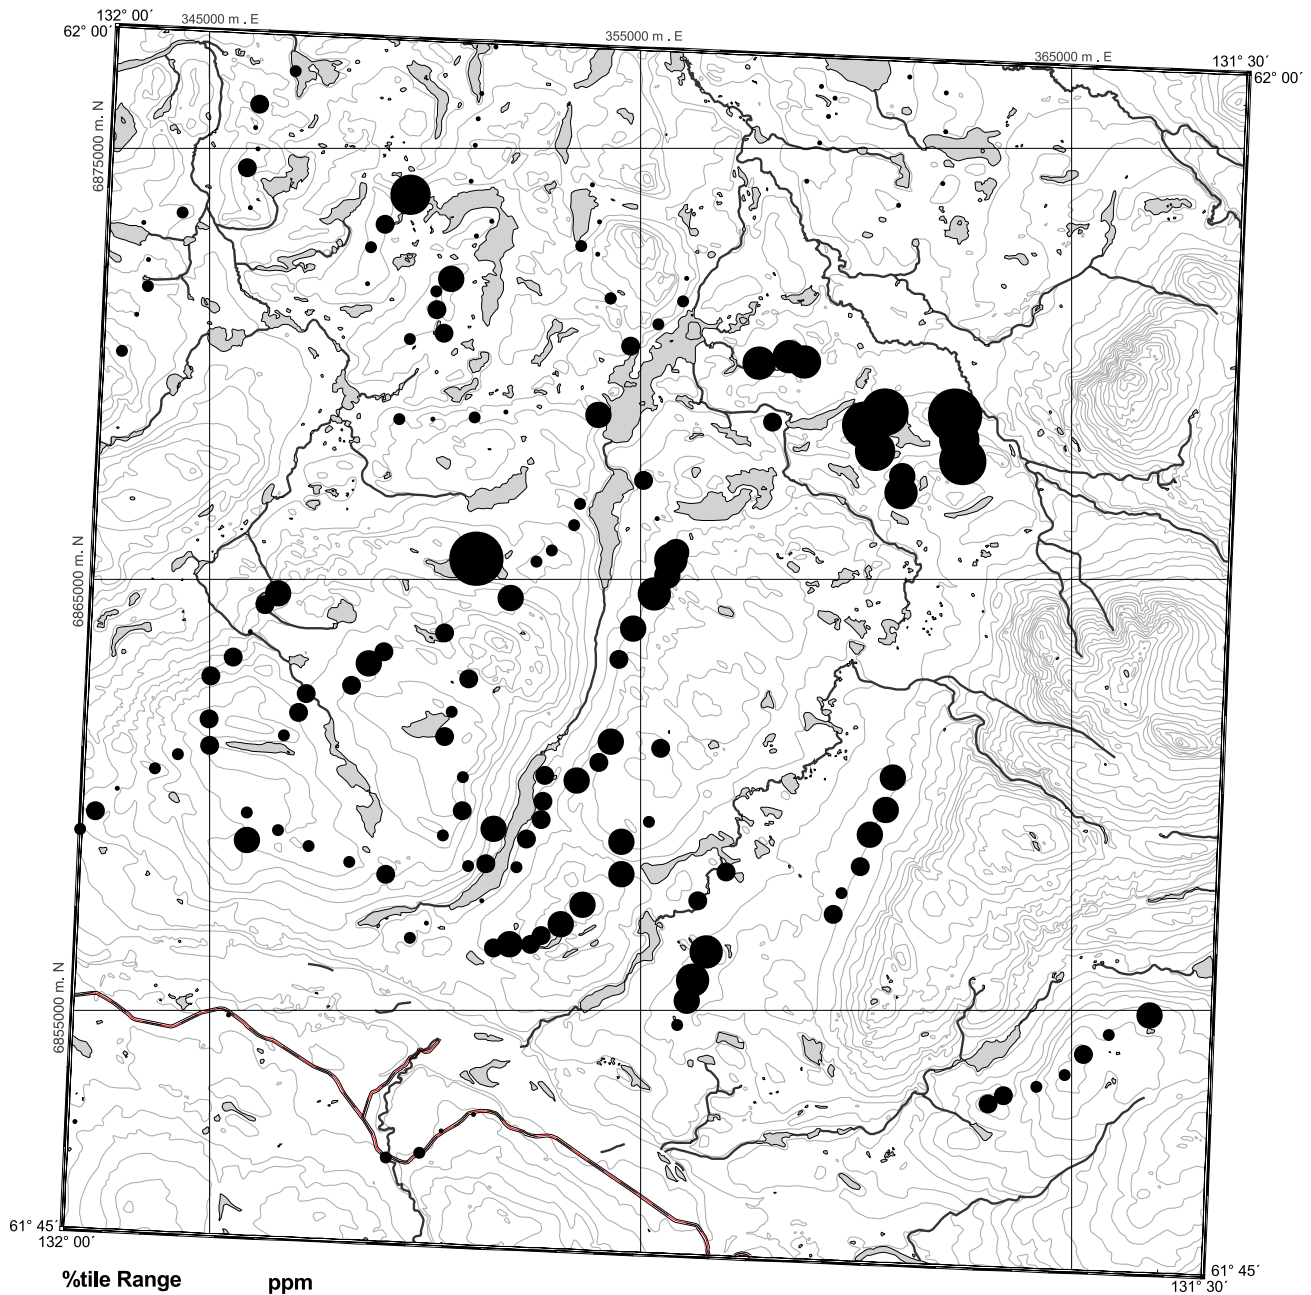 132° 00´
62° 00´
345000 m . E
355000 m . E
365000 m . E
131° 30´
62° 00´
6875000 m. N
6865000 m. N
6855000 m. N
61° 45´
132° 00´
61° 45´
131° 30´
%tile Range ppm